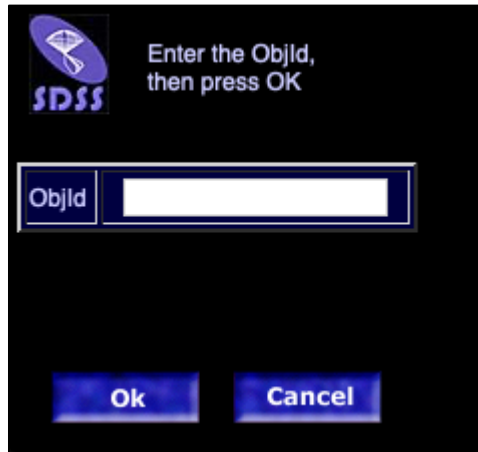 SDSS
Enter the ObjId,
then press OK
ObjId
Ok Cancel